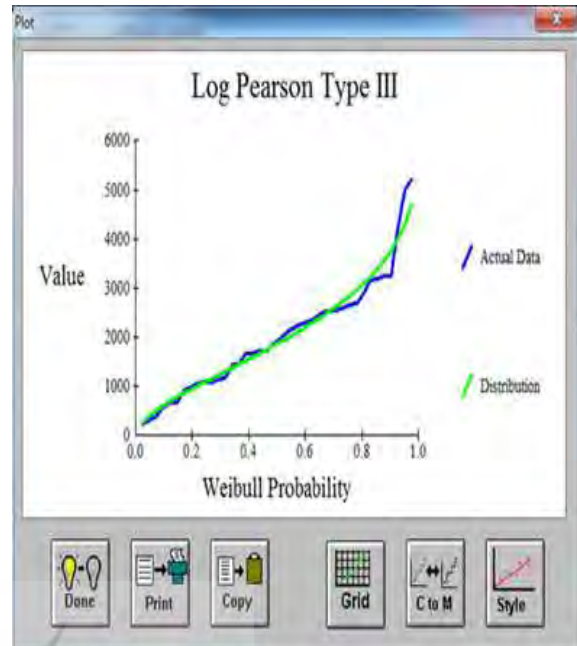 Plot
Log Pearson Type III
6000
5000
4000
3000
2000
1000
0
Value
0.0 0.2 0.4 0.6 0.8 1.0
Weibull Probability
Actual Data
Distribution
Done Print Copy Grid C to M Style